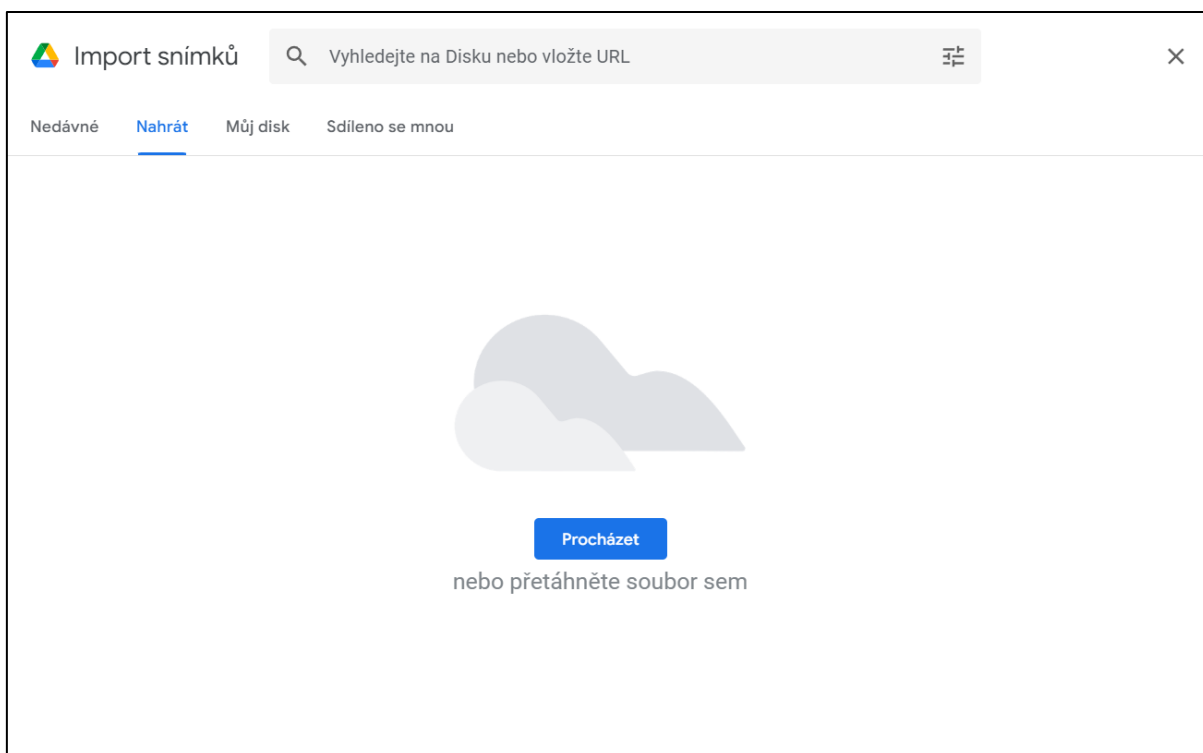 Import snímků
Vyhledejte na Disku nebo vložte URL
Nedávné Nahrát Můj disk Sdíleno se mnou
Procházet
nebo přetáhněte soubor sem